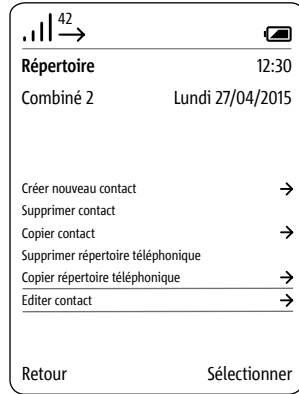 42
Répertoire 12:30
Combiné 2 Lundi 27/04/2015
Créer nouveau contact
Supprimer contact
Copier contact
Supprimer répertoire téléphonique
Copier répertoire téléphonique
Editer contact
Retour Sélectionner